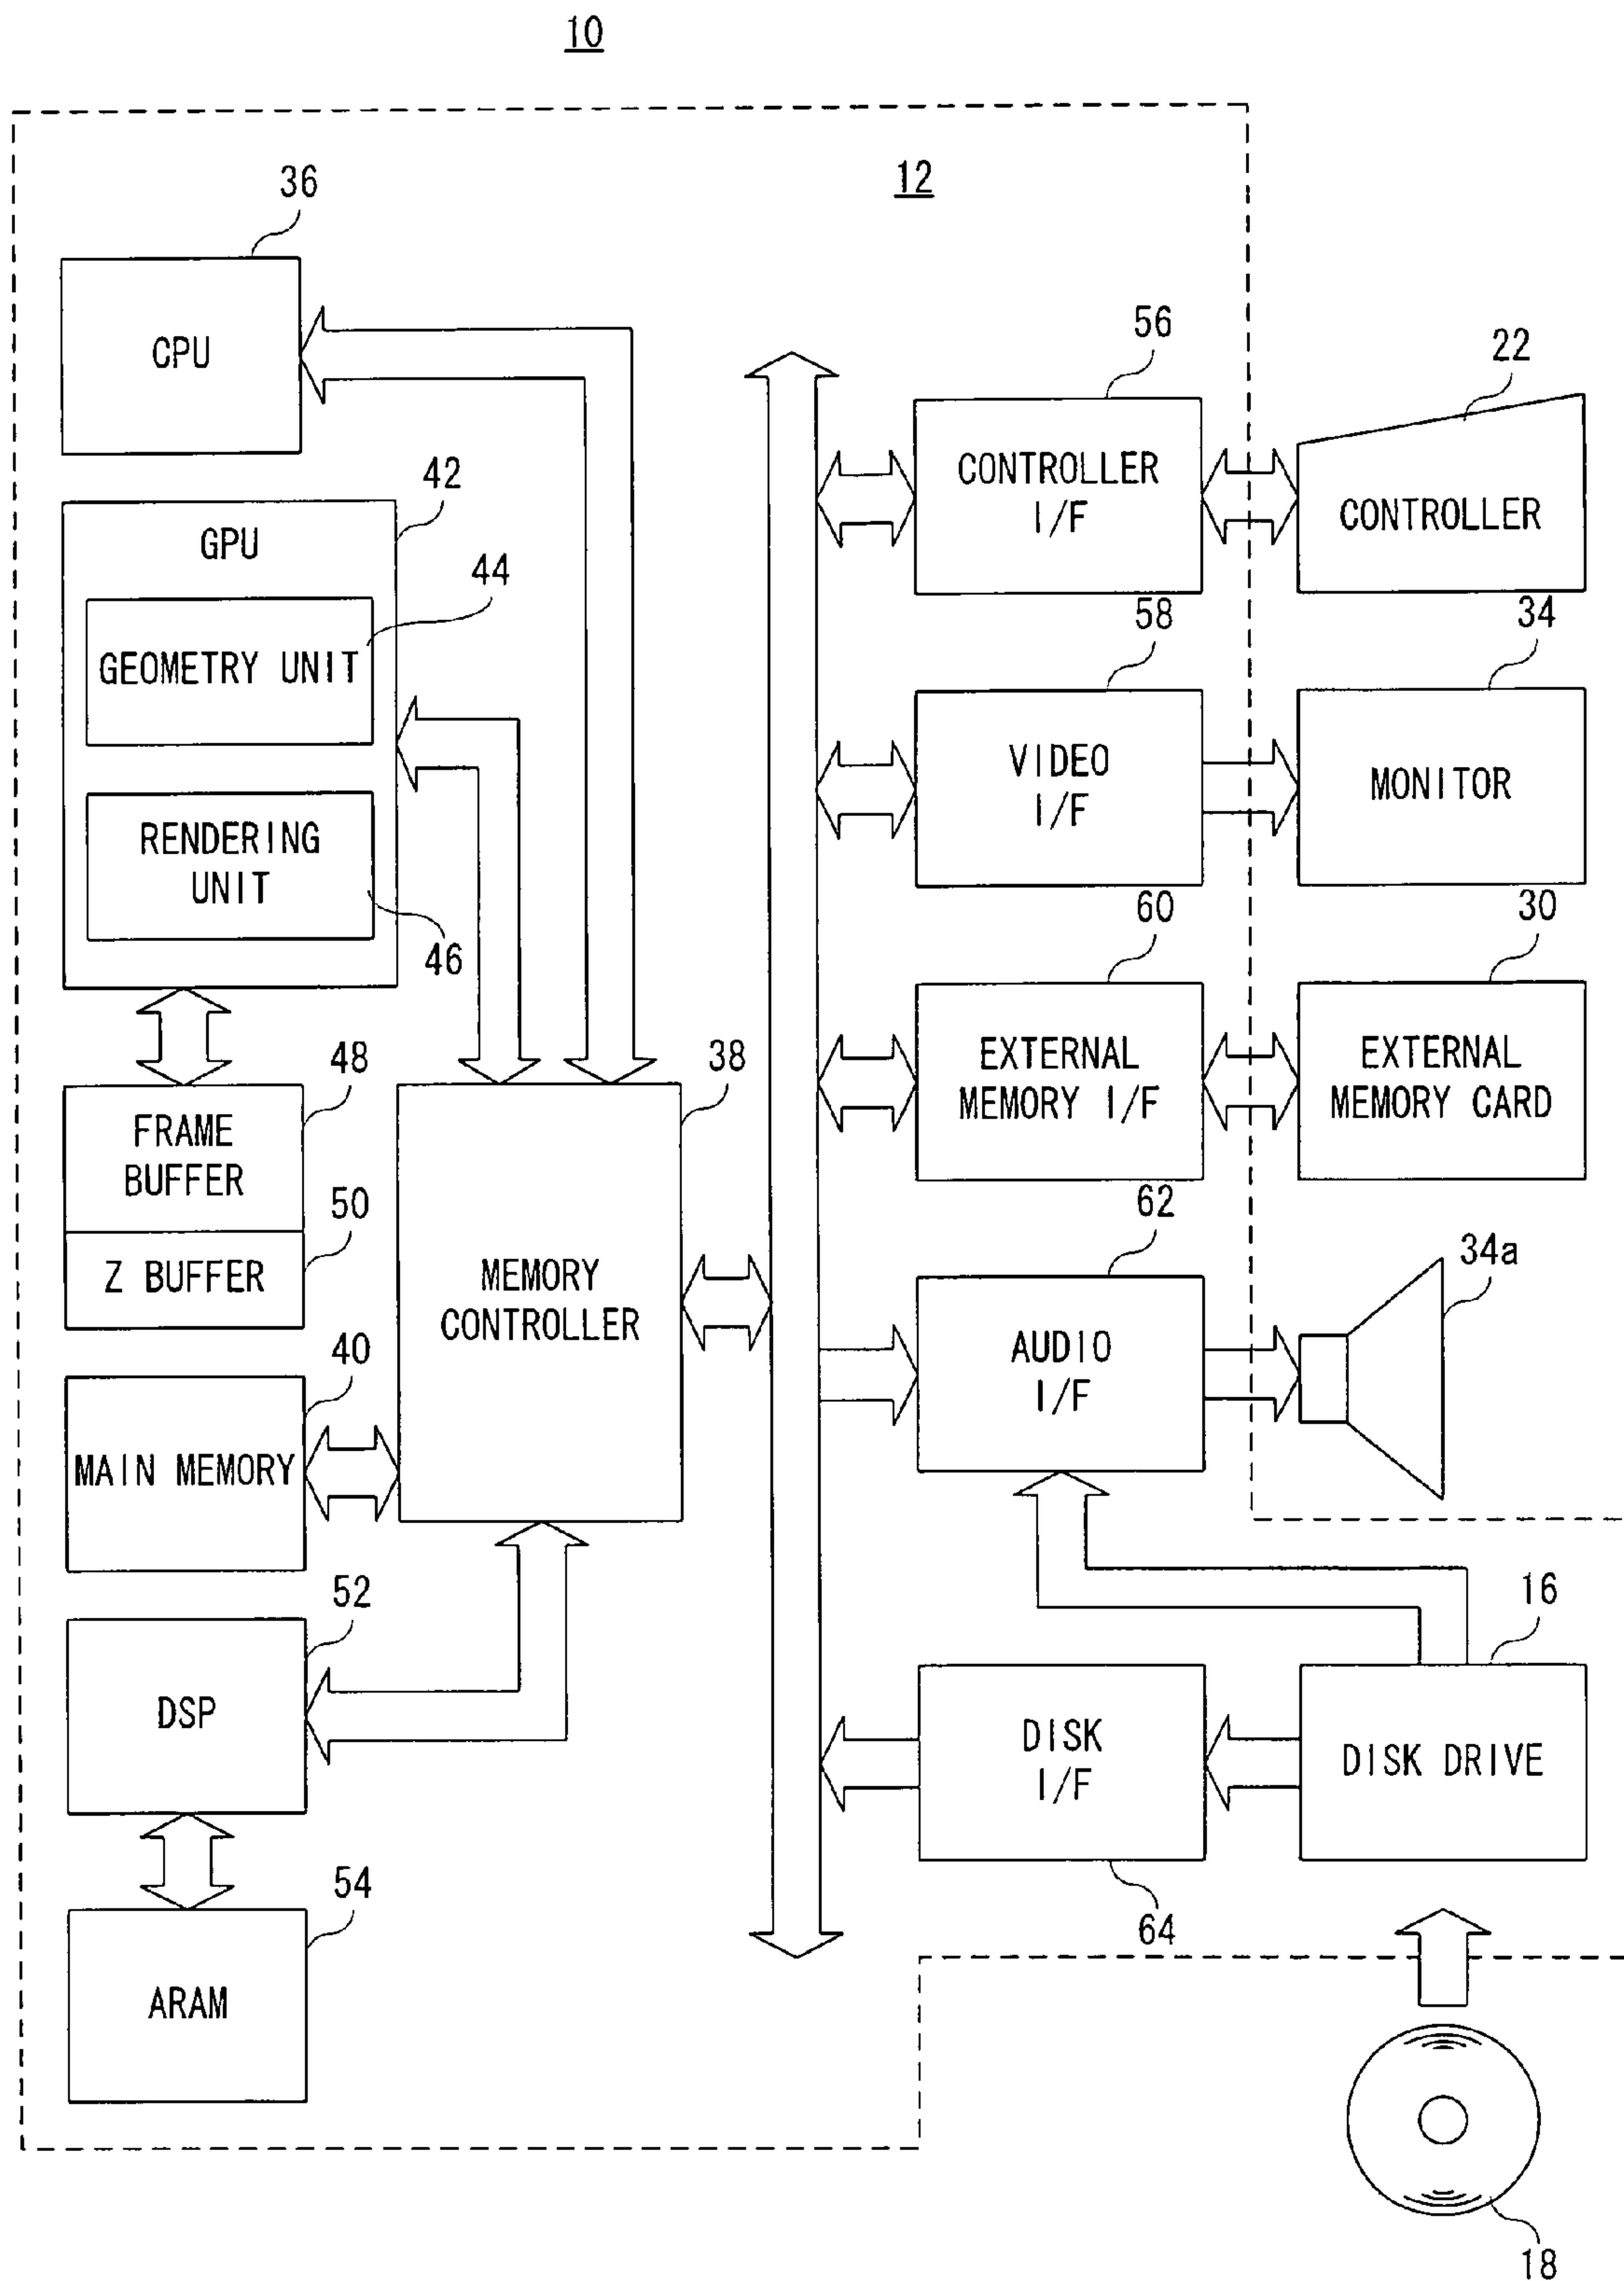 10
12
36
CPU
56
CONTROLLER
I/F
22
CONTROLLER
42
GPU
44
GEOMETRY UNIT
RENDERING
UNIT
46
58
VIDEO
I/F
34
MONITOR
60
EXTERNAL
MEMORY I/F
30
EXTERNAL
MEMORY CARD
48
FRAME
BUFFER
50
Z BUFFER
38
MEMORY
CONTROLLER
62
AUDIO
I/F
34a
40
MAIN MEMORY
52
DSP
16
DISK DRIVE
DISK
I/F
64
54
ARAM
18